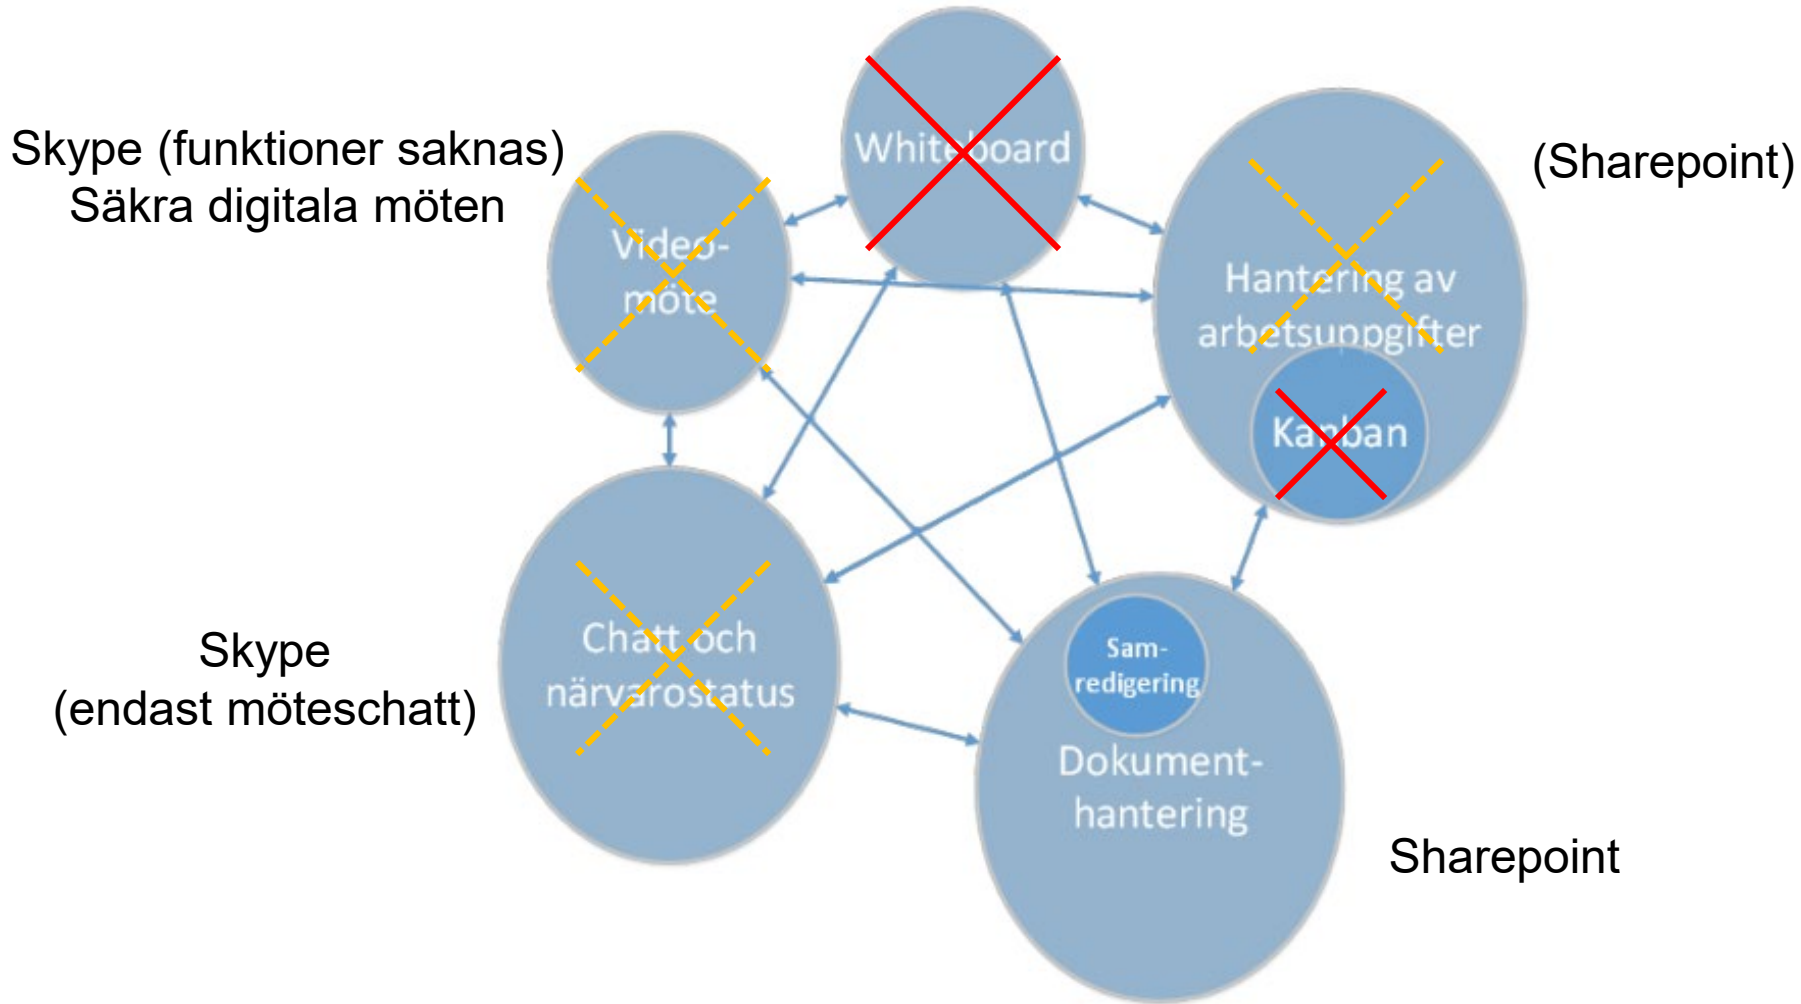 Whiteboard
Skype (funktioner saknas)
Säkra digitala möten
Video-
möte
(Sharepoint)
Hantering av
arbetsuppgifter
Kanban
Skype
(endast möteschatt)
Chatt och
närvarostatus
Sam-
redigering
Dokument-
hantering
Sharepoint